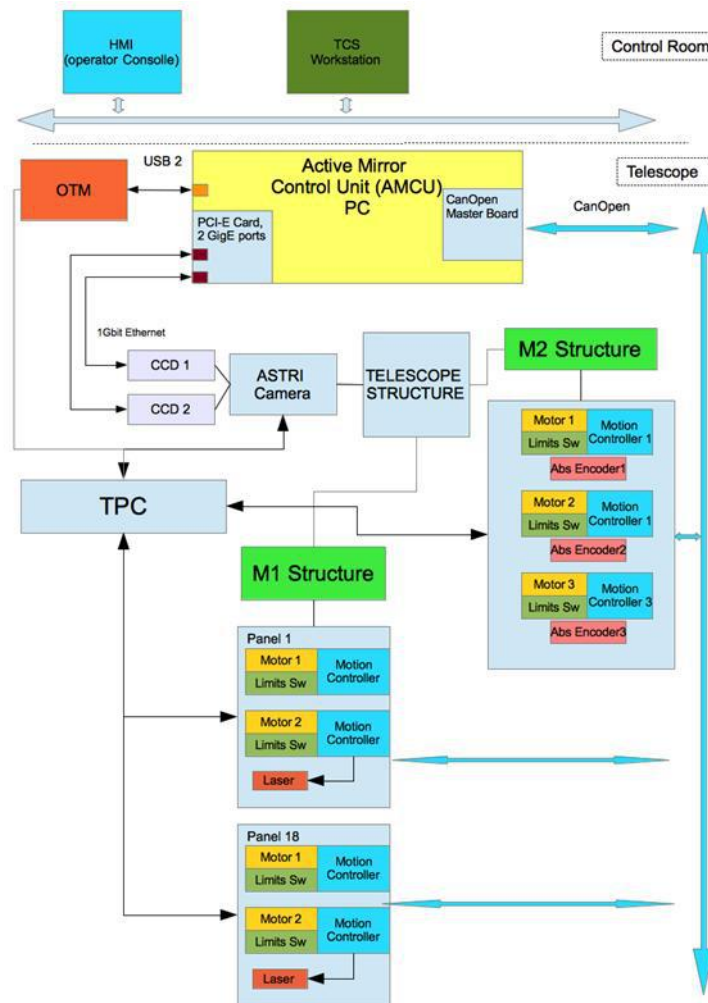 HMI
(operator Consolle)
TCS
Workstation
Control Room
USB 2
Active Mirror
Control Unit (AMCU)
PC
Telescope
OTM
CanOpen
Master Board
CanOpen
PCI-E Card,
2 GigE ports
1Gbit Ethernet
CCD 1
CCD 2
ASTRI
Camera
TELESCOPE
STRUCTURE
M2 Structure
Motor 1
Limits Sw
Motion
Controller 1
Abs Encoder1
Motor 2
Limits Sw
Motion
Controller 1
Abs Encoder2
Motor 3
Limits Sw
Motion
Controller 3
Abs Encoder3
TPC
M1 Structure
Panel 1
Motor 1
Limits Sw
Motion
Controller
Motor 2
Limits Sw
Motion
Controller
Laser
Panel 18
Motor 1
Limits Sw
Motion
Controller
Motor 2
Limits Sw
Motion
Controller
Laser